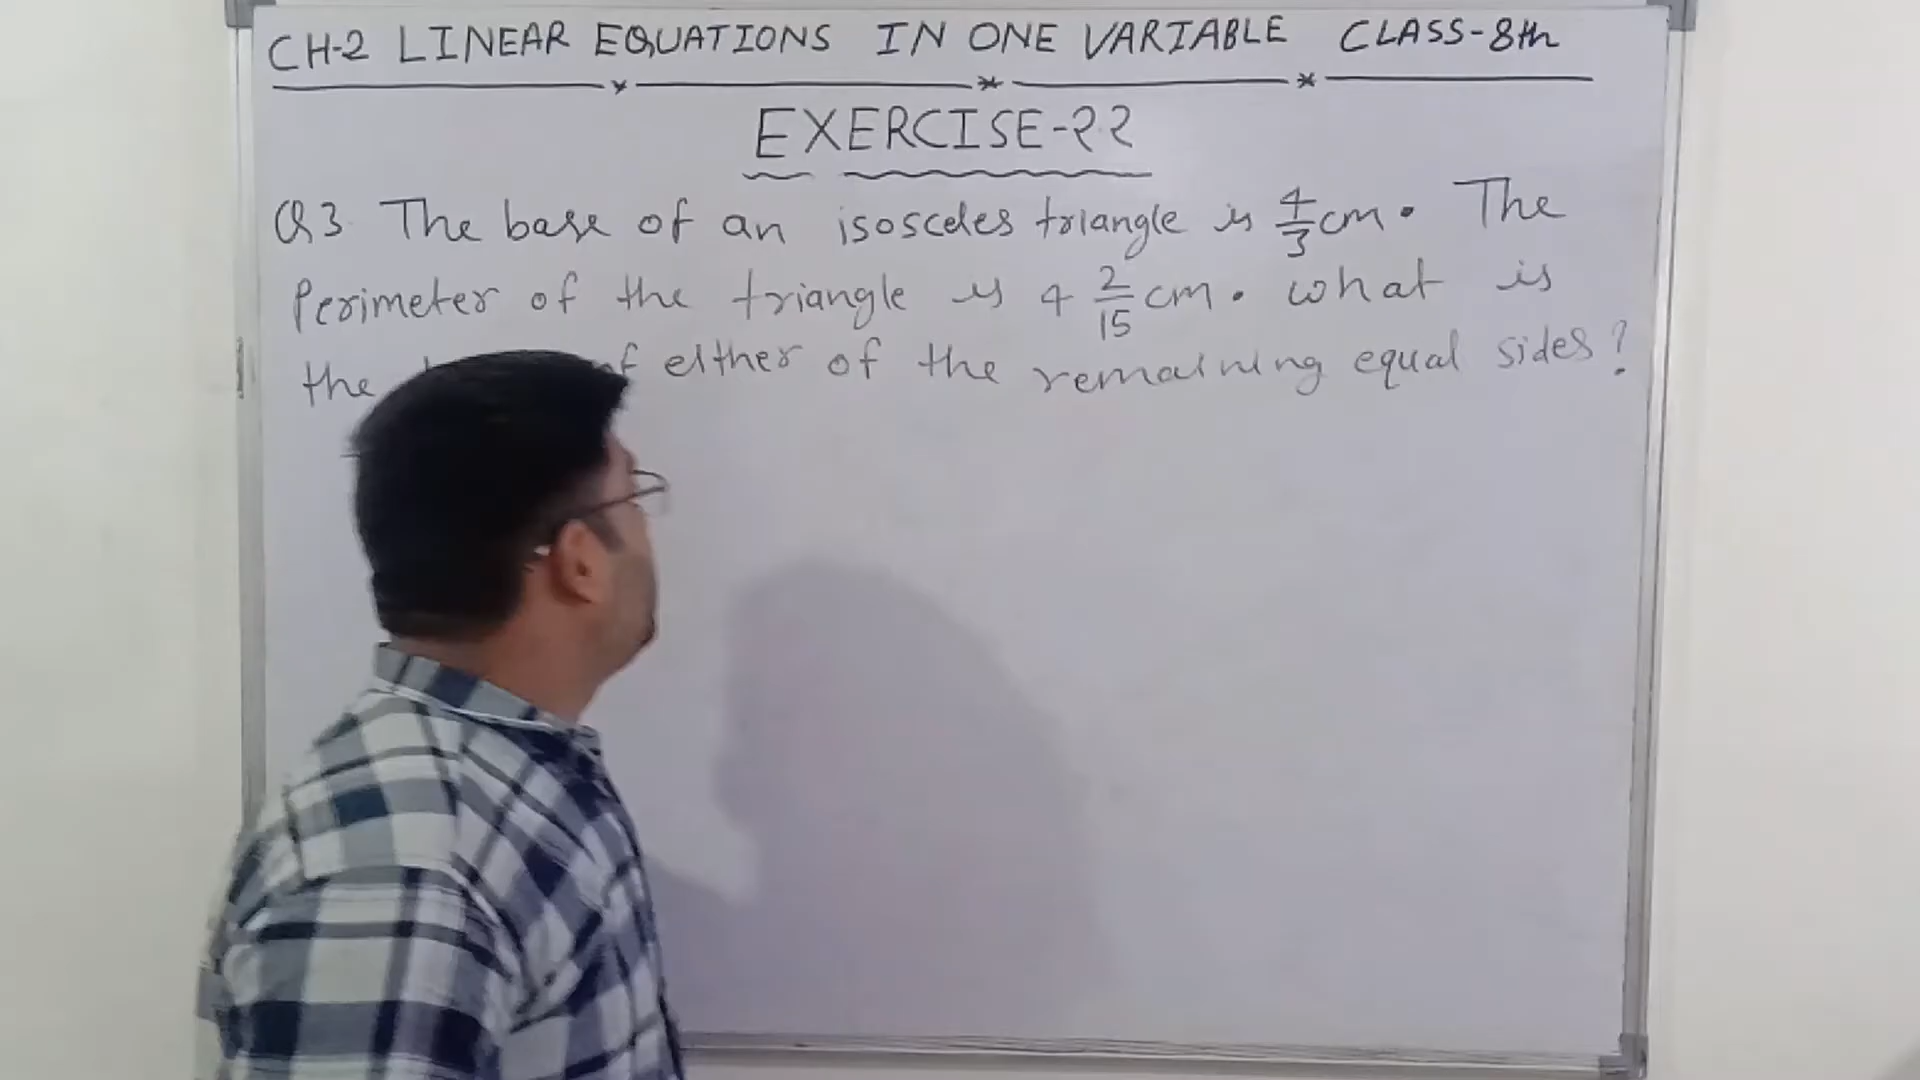 CH-2 LINEAR EQUATIONS IN ONE VARIABLE CLASS-8th
EXERCISE-2.2
Q3 The base of an isosceles triangle is 4/3 cm. The
Perimeter of the triangle is 4 2/15 cm. what is
the of either of the remaining equal sides?